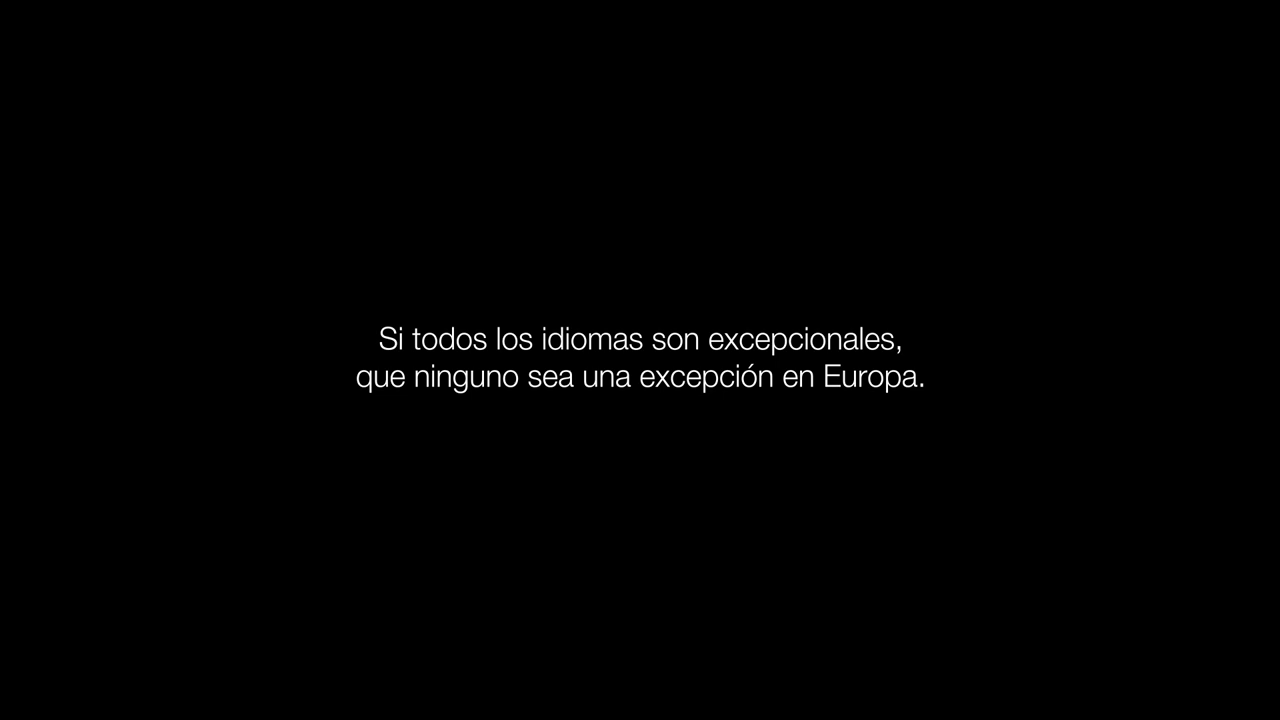 Si todos los idiomas son excepcionales,
que ninguno sea una excepción en Europa.